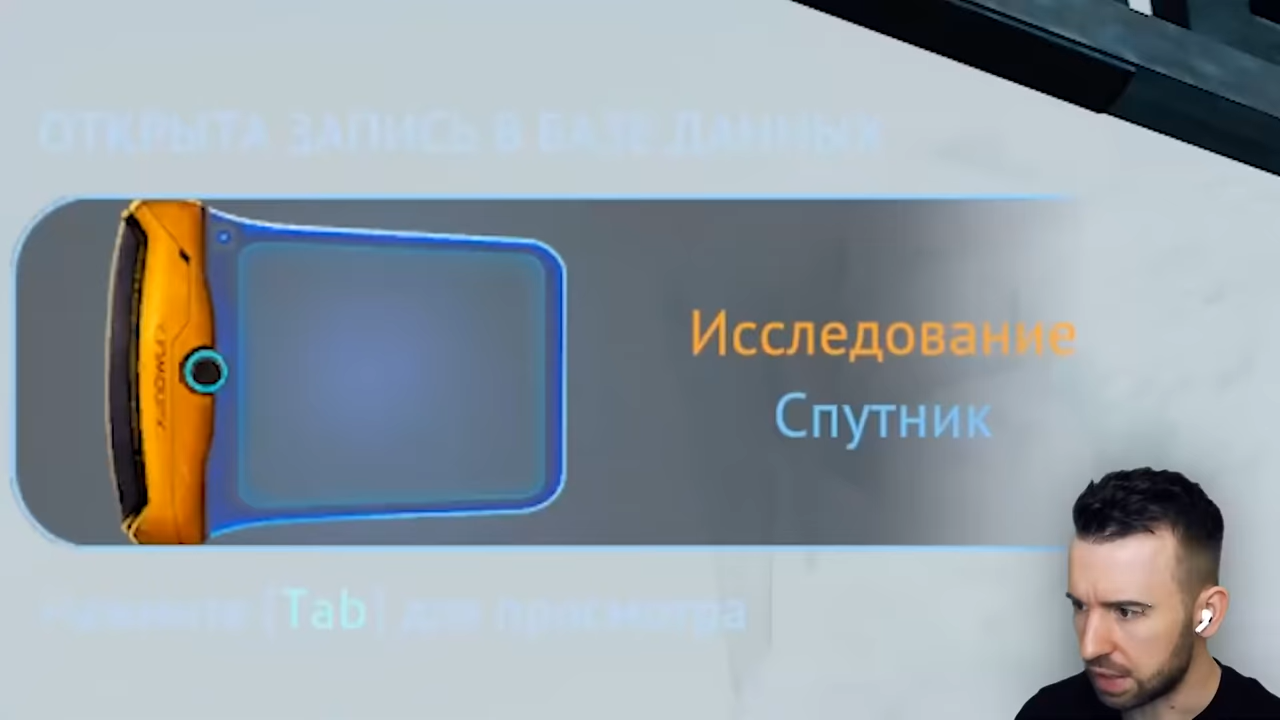 ОТКРЫТА ЗАПИСЬ В БАЗЕ ДАННЫХ
Исследование
Спутник
Нажмите [Tab] для просмотра